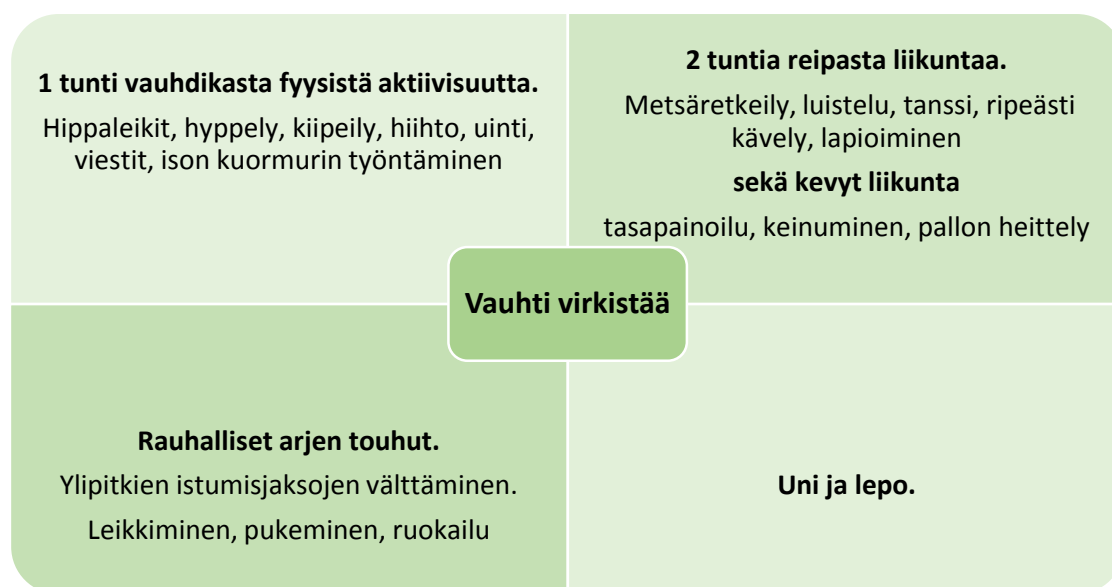 1 tunti vauhdikasta fyysistä aktiivisuutta.
Hippaleikit, hyppely, kiipeily, hiihto, uinti,
viestit, ison kuormurin työntäminen
2 tuntia reipasta liikuntaa.
Metsäretkeily, luistelu, tanssi, ripeästi
kävely, lapioiminen
sekä kevyt liikunta
tasapainoilu, keinuminen, pallon heittely
Vauhti virkistää
Rauhalliset arjen touhut.
Ylipitkien istumisjaksojen välttäminen.
Leikkiminen, pukeminen, ruokailu
Uni ja lepo.